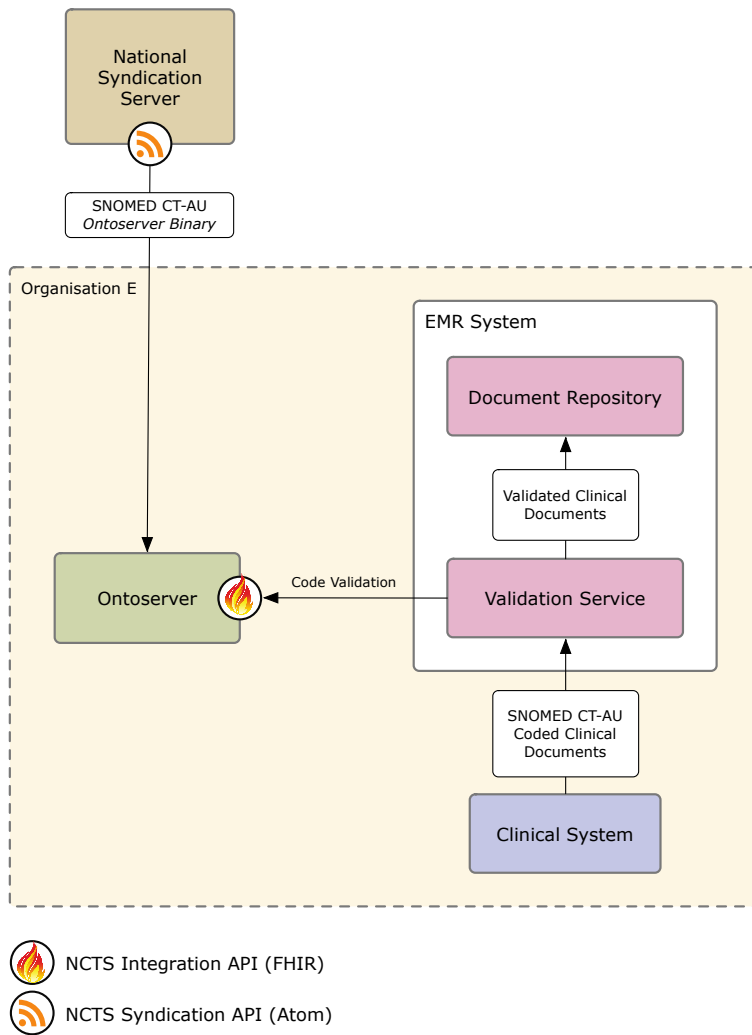 National
Syndication
Server
SNOMED CT-AU
Ontoserver Binary
Organisation E
EMR System
Document Repository
Validated Clinical
Documents
Ontoserver
Code Validation
Validation Service
SNOMED CT-AU
Coded Clinical
Documents
Clinical System
NCTS Integration API (FHIR)
NCTS Syndication API (Atom)